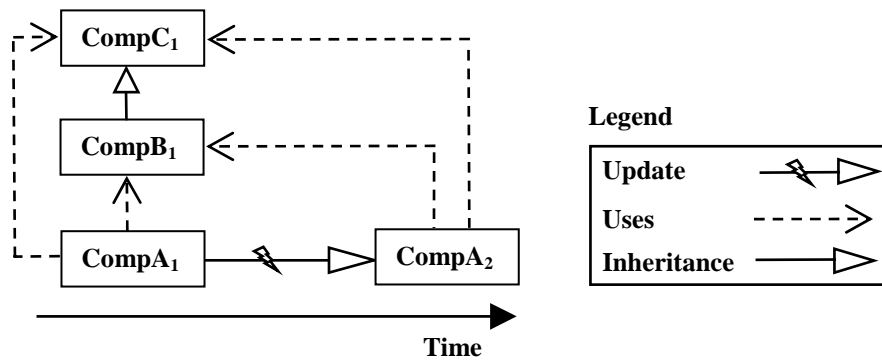 CompC₁
CompB₁
CompA₁
CompA₂
Time
Legend
Update
Uses
Inheritance